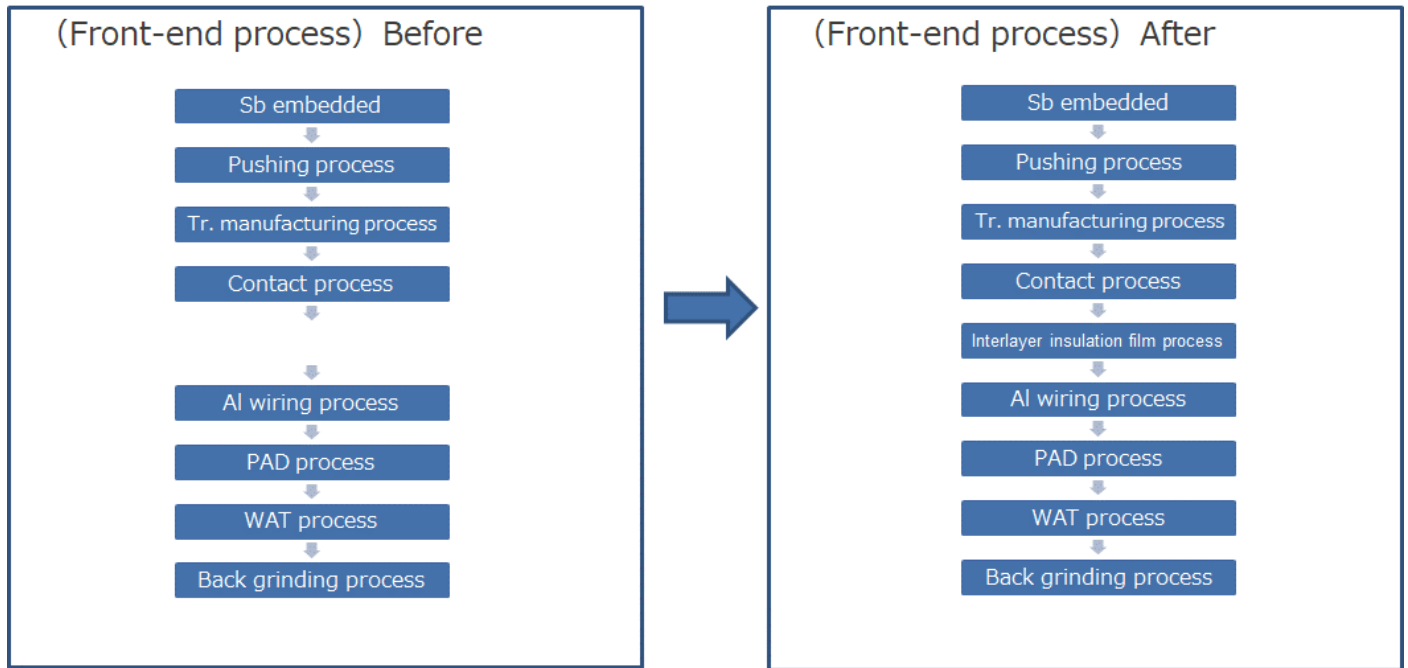 （Front-end process）Before
Sb embedded
Pushing process
Tr. manufacturing process
Contact process
Al wiring process
PAD process
WAT process
Back grinding process
（Front-end process）After
Sb embedded
Pushing process
Tr. manufacturing process
Contact process
Interlayer insulation film process
Al wiring process
PAD process
WAT process
Back grinding process